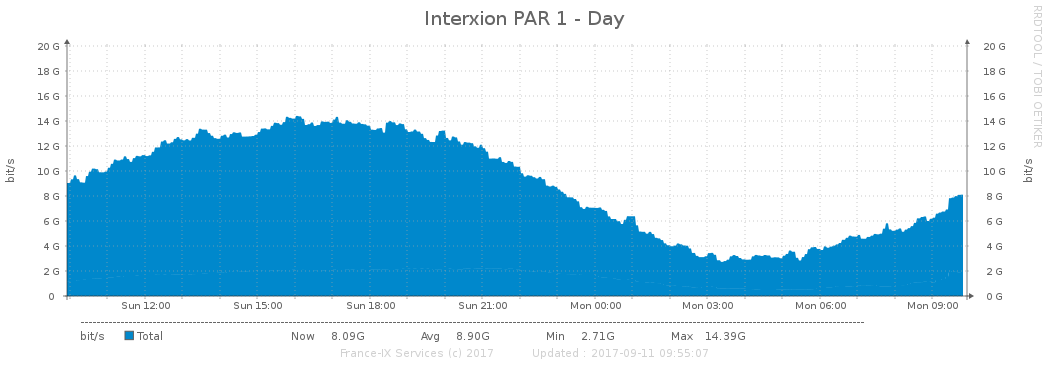 Interxion PAR 1 - Day
RRDTOOL / TOBI OETIKER
20 G 20 G
18 G 18 G
16 G 16 G
14 G 14 G
12 G 12 G
10 G 10 G
8 G 8 G
6 G 6 G
4 G 4 G
2 G 2 G
0 0 G
bit/s bit/s
Sun 12:00 Sun 15:00 Sun 18:00 Sun 21:00 Mon 00:00 Mon 03:00 Mon 06:00 Mon 09:00
bit/s Total Now 8.09G Avg 8.90G Min 2.71G Max 14.39G
France-IX Services (c) 2017 Updated : 2017-09-11 09:55:07